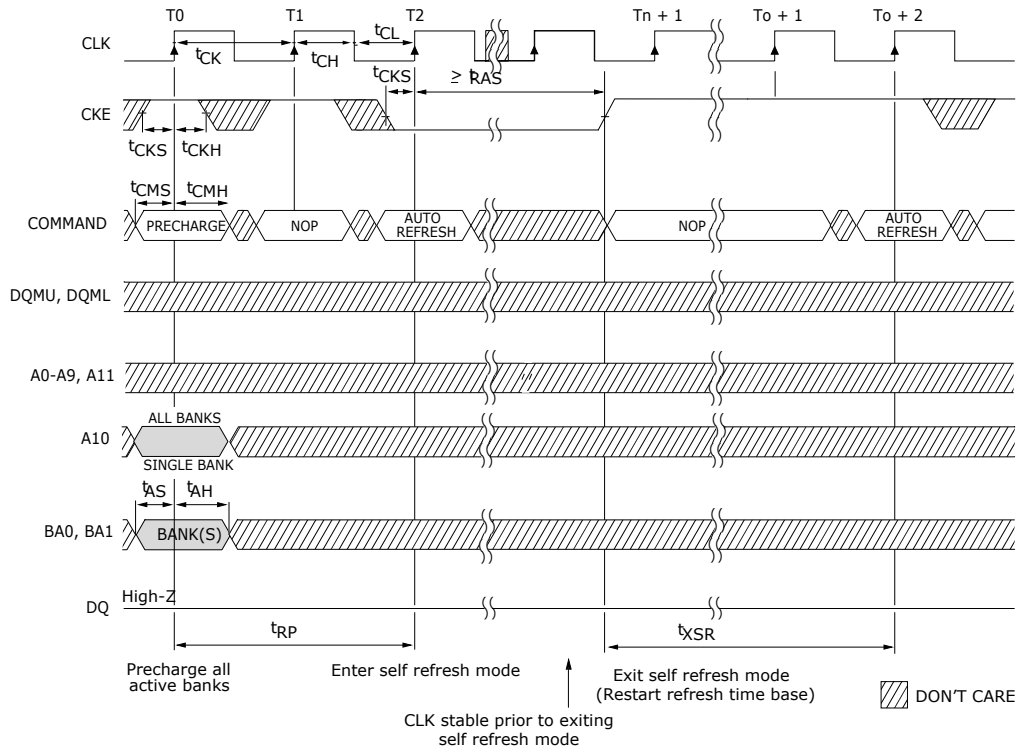 T0 T1 T2 Tn + 1 To + 1 To + 2
CLK
tCK tCH tCL
tCKS ≥ tRAS
CKE
tCKS tCKH
tCMS tCMH
COMMAND PRECHARGE NOP AUTO REFRESH NOP AUTO REFRESH
DQMU, DQML
A0-A9, A11
ALL BANKS
A10
SINGLE BANK
tAS tAH
BA0, BA1 BANK(S)
High-Z
DQ
tRP tXSR
Precharge all
active banks
Enter self refresh mode
Exit self refresh mode
(Restart refresh time base)
DON'T CARE
CLK stable prior to exiting
self refresh mode